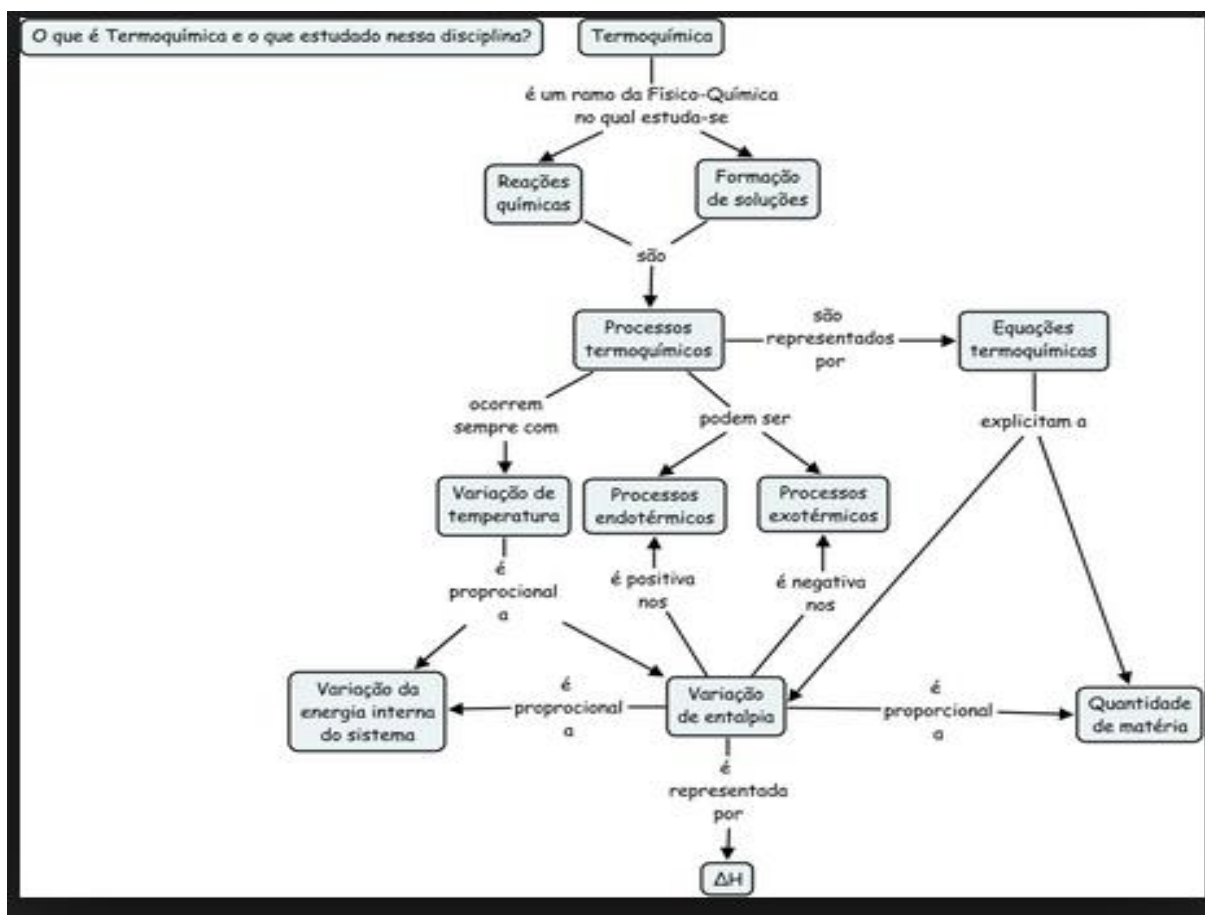 O que é Termoquímica e o que estudado nessa disciplina?
Termoquímica
é um ramo da Físico-Química
no qual estuda-se
Reações
químicas
Formação
de soluções
são
Processos
termoquímicos
são
representados
por
Equações
termoquímicas
ocorrem
sempre com
podem ser
explicitam a
Variação de
temperatura
Processos
endotérmicos
Processos
exotérmicos
é
proprocional
a
é positiva
nos
é negativa
nos
Variação da
energia interna
do sistema
é
proprocional
a
Variação
de entalpia
é
proporcional
a
Quantidade
de matéria
é
representada
por
ΔH